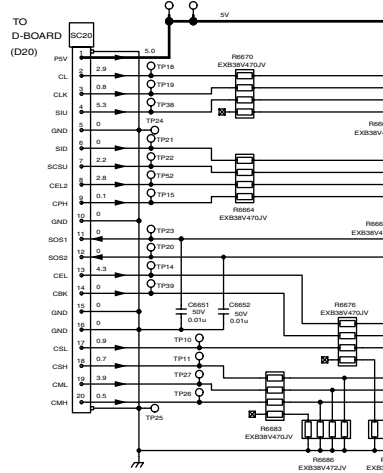 TO
D-BOARD
(D20)
SC20
5V
P5V 1 5.0
R6670
EXB38V470JV
CL 2 2.9 TP18
CLK 3 0.8 TP19
SIU 4 5.3 TP38
TP24
GND 5 0
TP21
SID 6 0
TP22
SCSU 7 2.2
CEL2 8 2.8 TP52
CPH 9 0.1 TP15
R6664
EXB38V470JV
GND 10 0
TP23
SOS1 11 0
TP20
SOS2 12 0
CEL 13 4.3 TP14
CBK 14 0 TP39
GND 15 0
C6651
50V
0.01u
C6652
50V
0.01u
R6676
EXB38V470JV
GND 16 0
CSL 17 0.9 TP10
CSH 18 0.7 TP11
CML 19 3.9 TP27
CMH 20 0.5 TP26
TP25
R6683
EXB38V470JV
R6686
EXB38V472JV